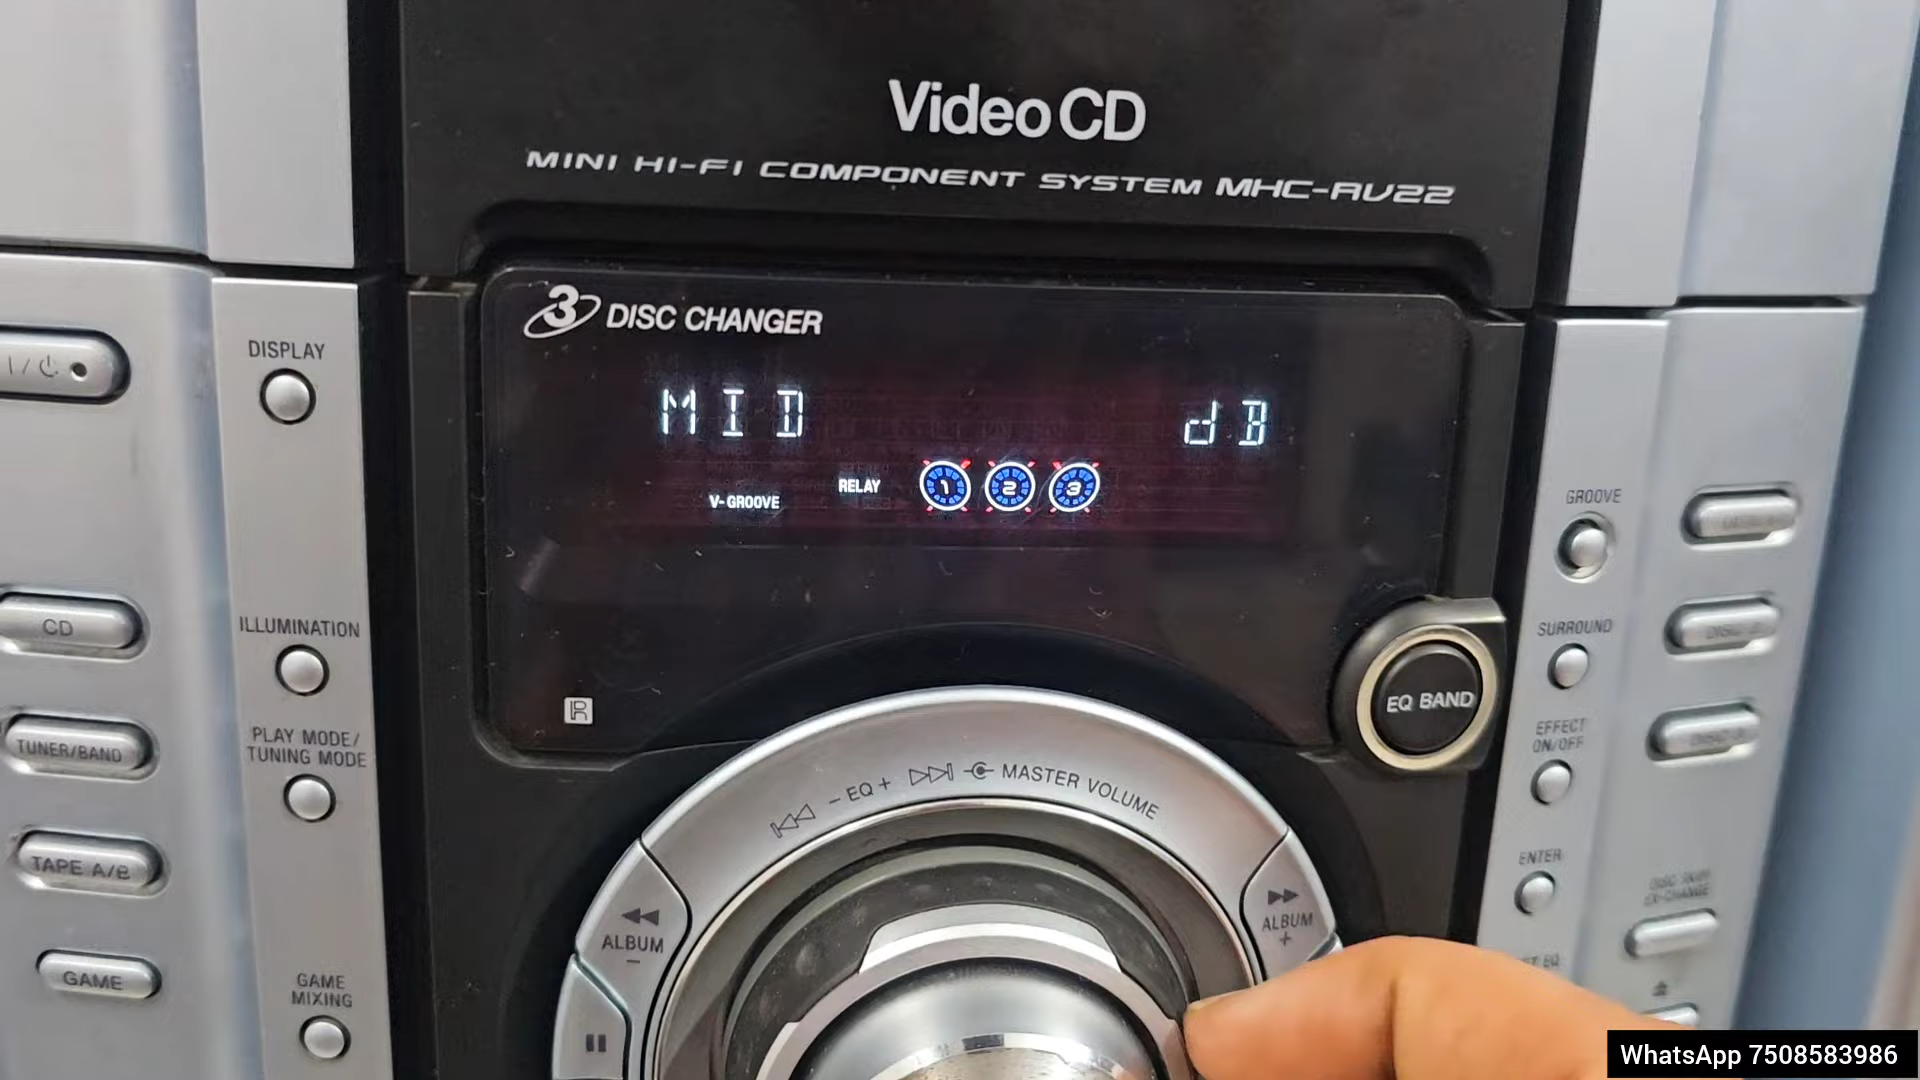 Video CD
MINI HI-FI COMPONENT SYSTEM MHC-RV22
3 DISC CHANGER
I/⏻
DISPLAY
MID dB
V-GROOVE
RELAY
1 2 3
GROOVE
CD
ILLUMINATION
SURROUND
EQ BAND
TUNER/BAND
PLAY MODE/
TUNING MODE
EFFECT
ON/OFF
− EQ +
MASTER VOLUME
TAPE A/B
ENTER
ALBUM
−
ALBUM
+
GAME
GAME
MIXING
EQ
WhatsApp 7508583986